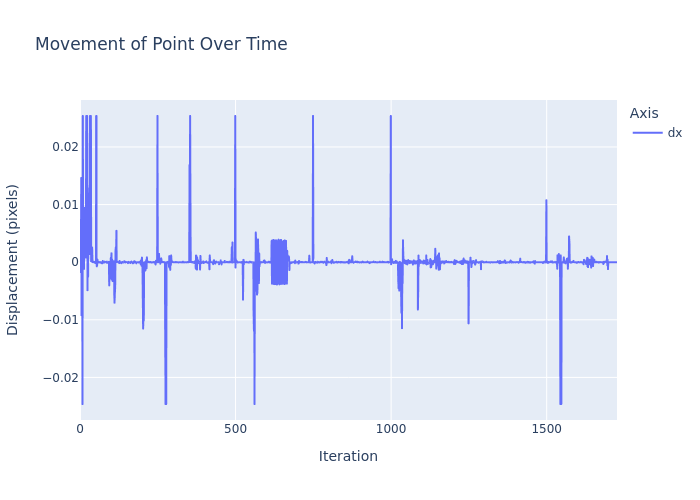 Movement of Point Over Time
Axis
dx
Displacement (pixels)
0.02
0.01
0
−0.01
−0.02
0
500
1000
1500
Iteration